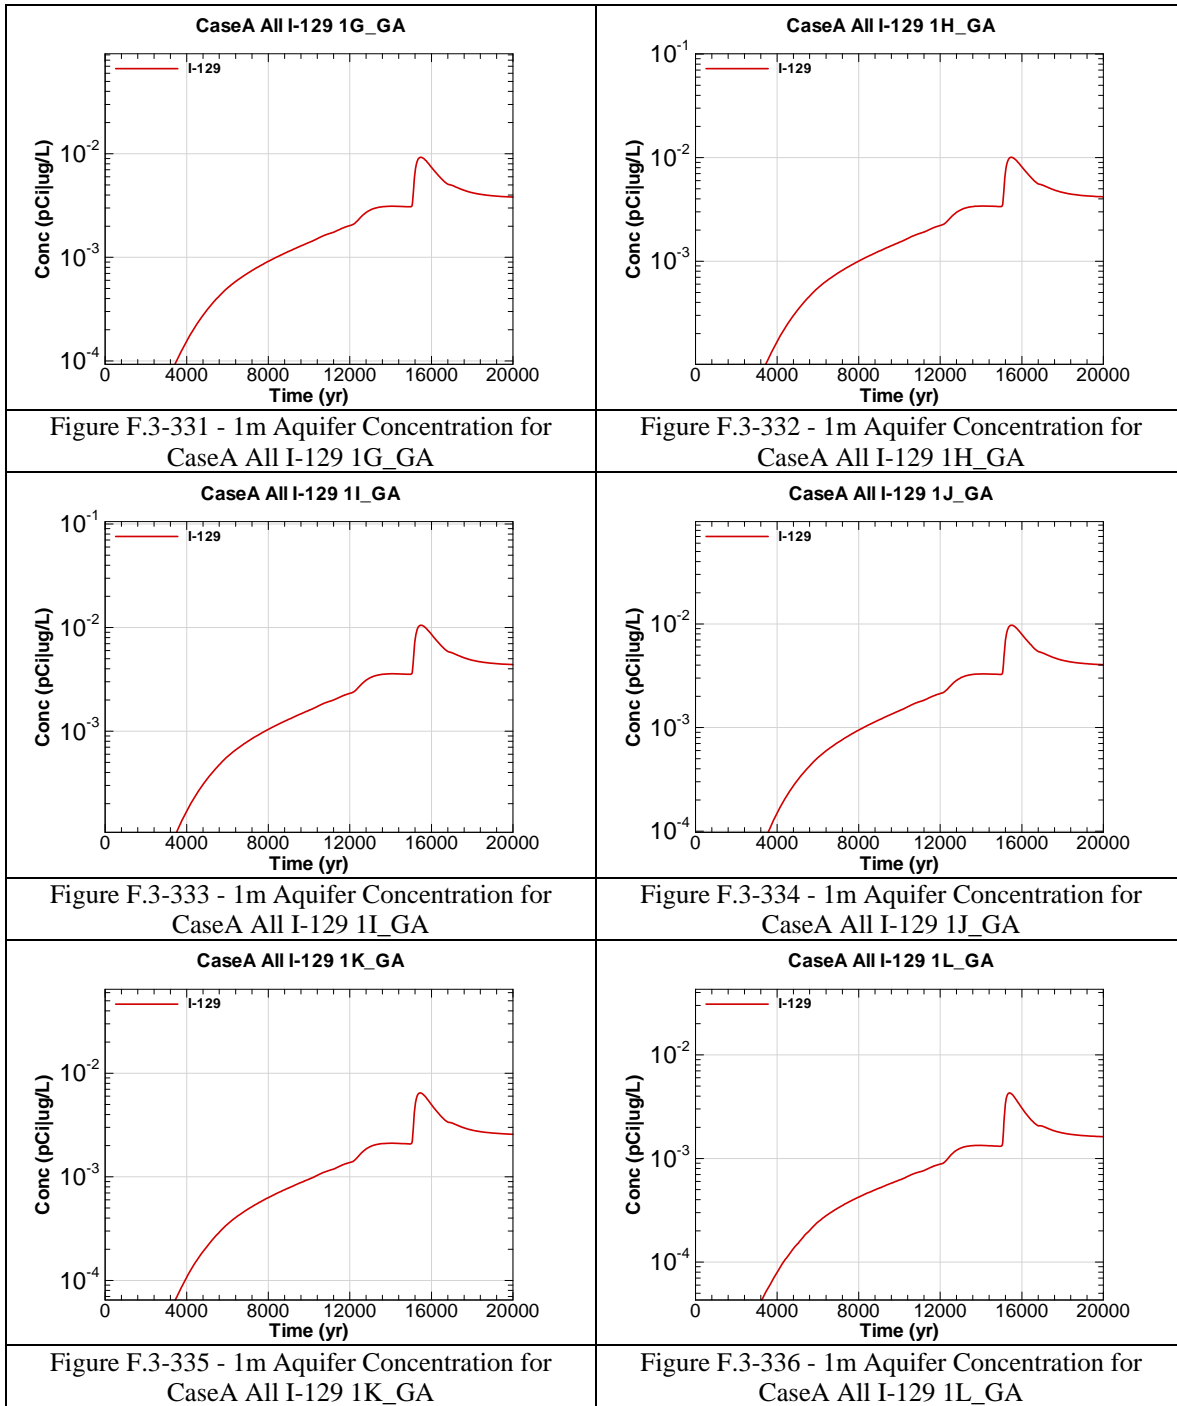 CaseA All I-129 1G_GA
I-129
Conc (pCi|ug/L)
10-2
10-3
10-4
0 4000 8000 12000 16000 20000
Time (yr)
Figure F.3-331 - 1m Aquifer Concentration for
CaseA All I-129 1G_GA
CaseA All I-129 1H_GA
I-129
Conc (pCi|ug/L)
10-1
10-2
10-3
0 4000 8000 12000 16000 20000
Time (yr)
Figure F.3-332 - 1m Aquifer Concentration for
CaseA All I-129 1H_GA
CaseA All I-129 1I_GA
I-129
Conc (pCi|ug/L)
10-1
10-2
10-3
0 4000 8000 12000 16000 20000
Time (yr)
Figure F.3-333 - 1m Aquifer Concentration for
CaseA All I-129 1I_GA
CaseA All I-129 1J_GA
I-129
Conc (pCi|ug/L)
10-2
10-3
10-4
0 4000 8000 12000 16000 20000
Time (yr)
Figure F.3-334 - 1m Aquifer Concentration for
CaseA All I-129 1J_GA
CaseA All I-129 1K_GA
I-129
Conc (pCi|ug/L)
10-2
10-3
10-4
0 4000 8000 12000 16000 20000
Time (yr)
Figure F.3-335 - 1m Aquifer Concentration for
CaseA All I-129 1K_GA
CaseA All I-129 1L_GA
I-129
Conc (pCi|ug/L)
10-2
10-3
10-4
0 4000 8000 12000 16000 20000
Time (yr)
Figure F.3-336 - 1m Aquifer Concentration for
CaseA All I-129 1L_GA